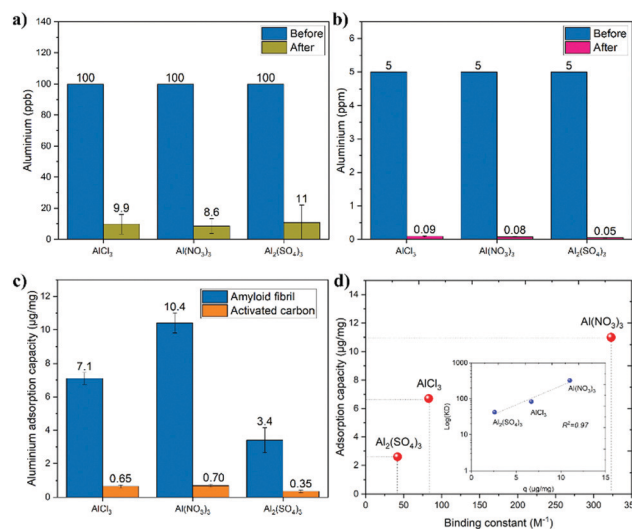 a)
Before
After
Aluminium (ppb)
140
120
100
80
60
40
20
0
100
100
100
9.9
8.6
11
AlCl3
Al(NO3)3
Al2(SO4)3
b)
Before
After
Aluminium (ppm)
7
6
5
4
3
2
1
0
5
5
5
0.09
0.08
0.05
AlCl3
Al(NO3)3
Al2(SO4)3
c)
Amyloid fibril
Activated carbon
Aluminium adsorption capacity (µg/mg)
12
10
8
6
4
2
0
7.1
10.4
3.4
0.65
0.70
0.35
AlCl3
Al(NO3)3
Al2(SO4)3
d)
Adsorption capacity (µg/mg)
16
14
12
10
8
6
4
2
0
Al(NO3)3
AlCl3
Al2(SO4)3
Log(KD)
1000
100
10
1
Al(NO3)3
AlCl3
Al2(SO4)3
R²=0.97
0 5 10 15
q (µg/mg)
0 50 100 150 200 250 300 350
Binding constant (M⁻¹)